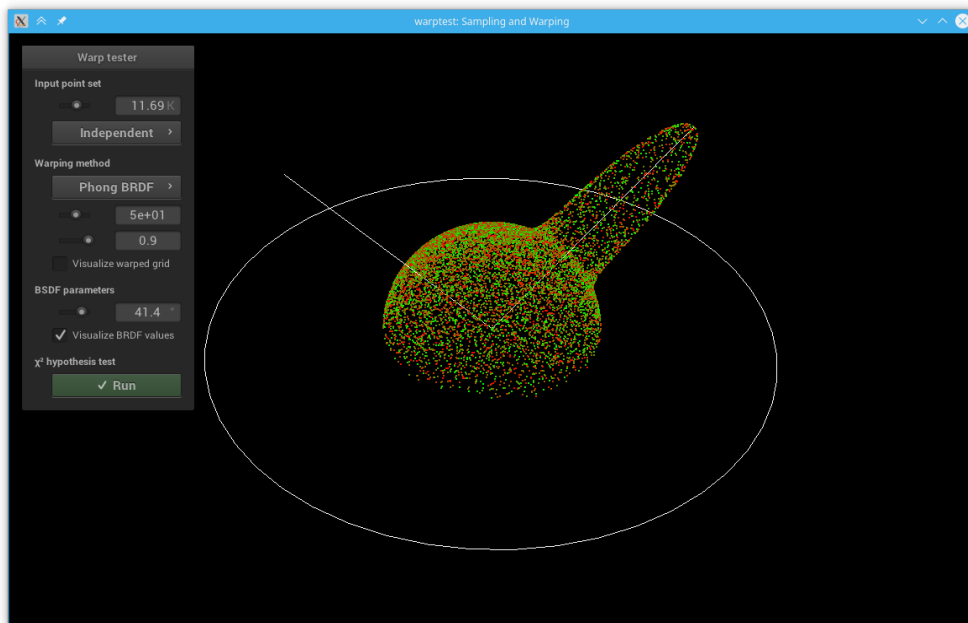 warptest: Sampling and Warping
Warp tester
Input point set
11.69 K
Independent
Warping method
Phong BRDF
5e+01
0.9
Visualize warped grid
BSDF parameters
41.4 °
Visualize BRDF values
χ² hypothesis test
✓ Run